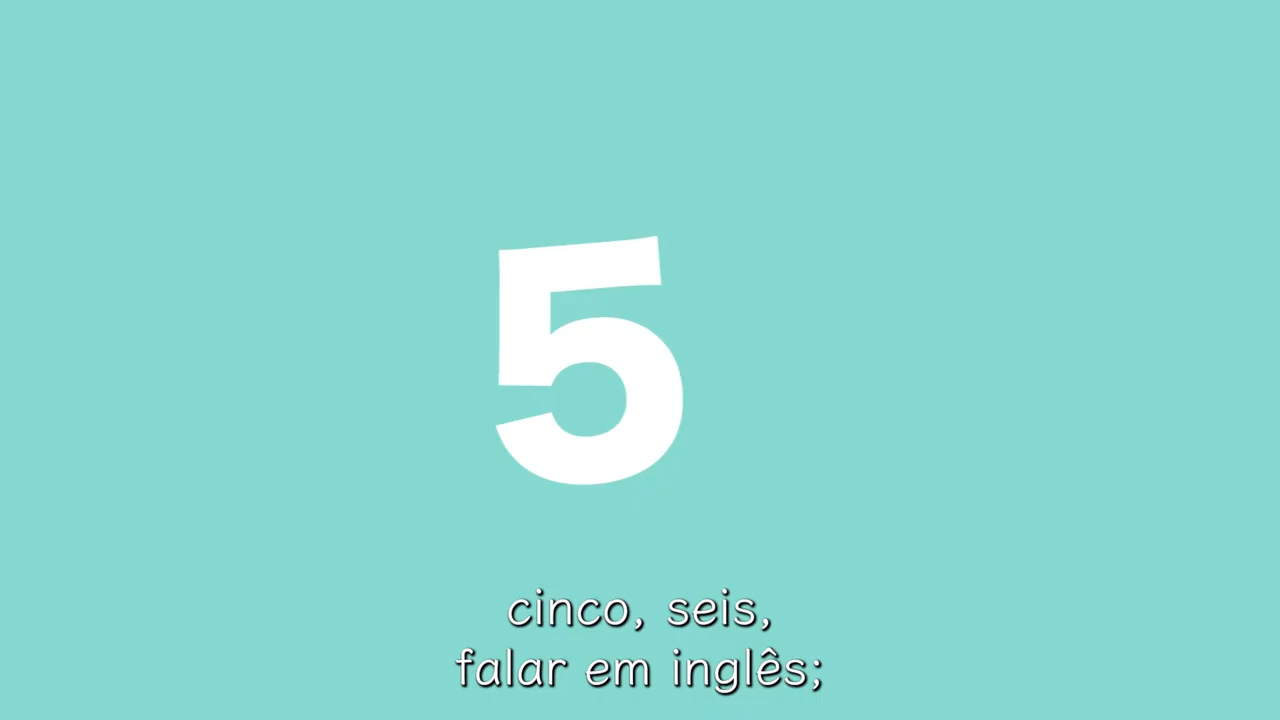 5
cinco, seis,
falar em inglês;